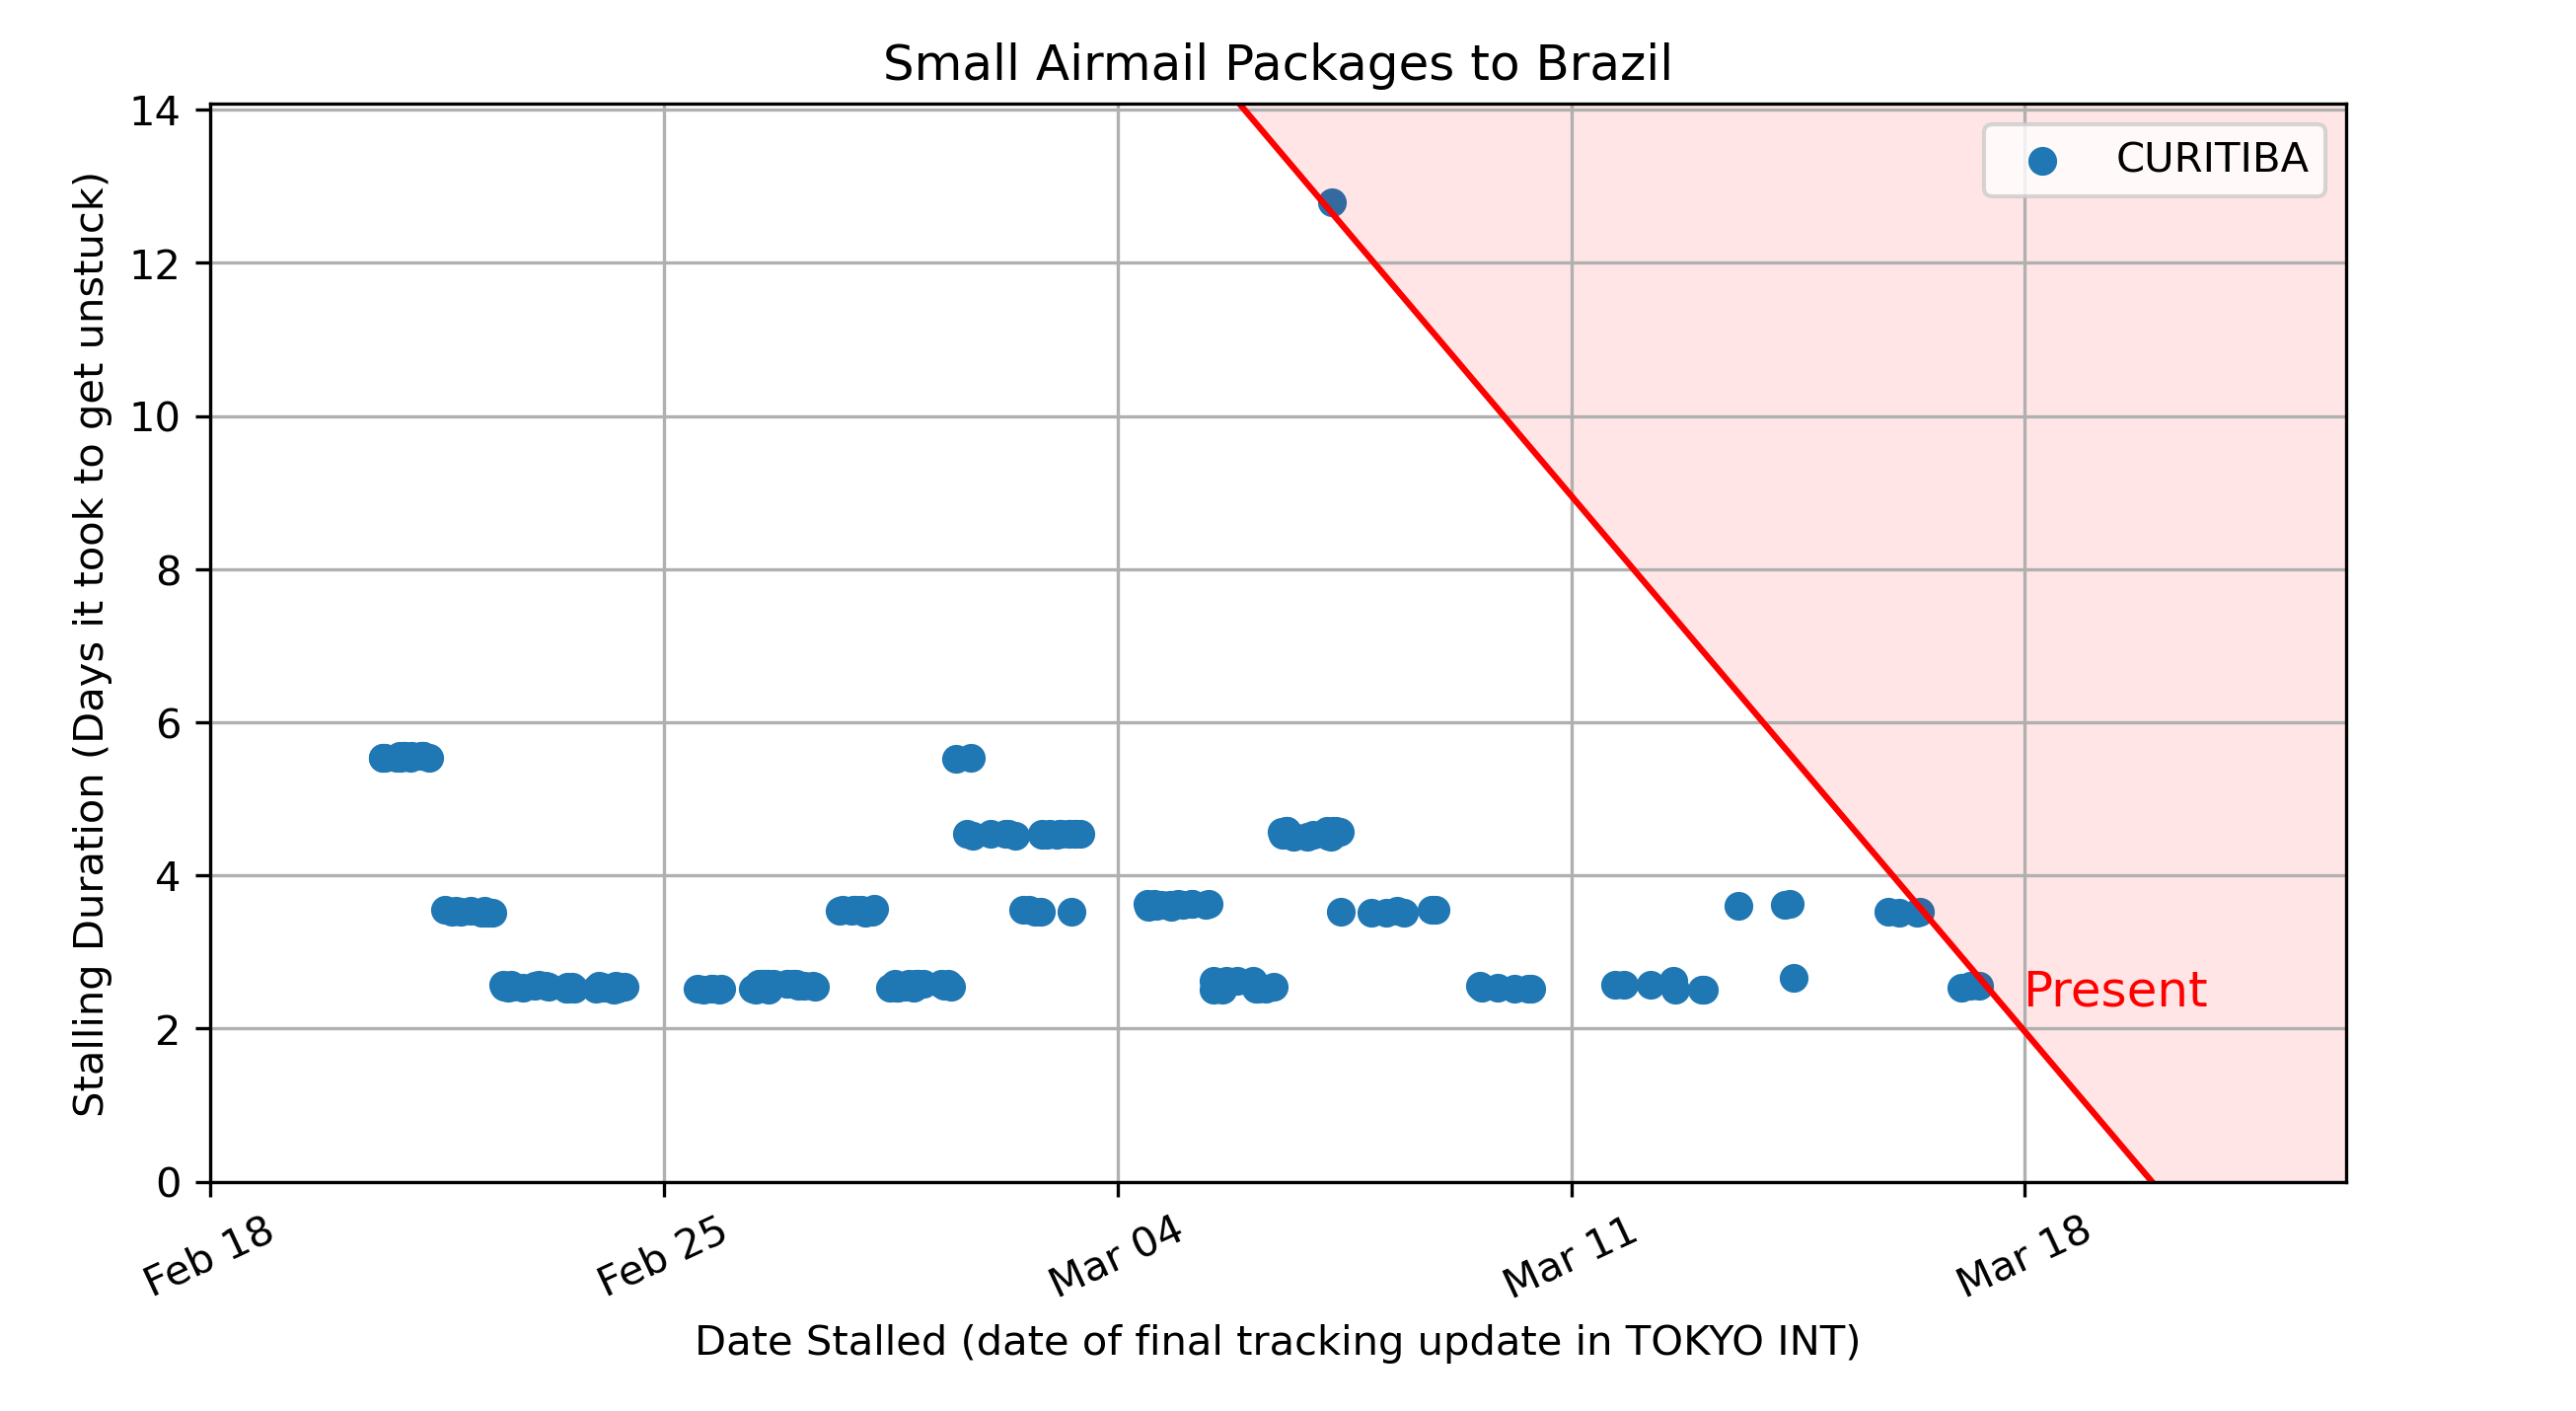 Small Airmail Packages to Brazil
Stalling Duration (Days it took to get unstuck)
14
12
10
8
6
4
2
0
CURITIBA
Present
Feb 18
Feb 25
Mar 04
Mar 11
Mar 18
Date Stalled (date of final tracking update in TOKYO INT)